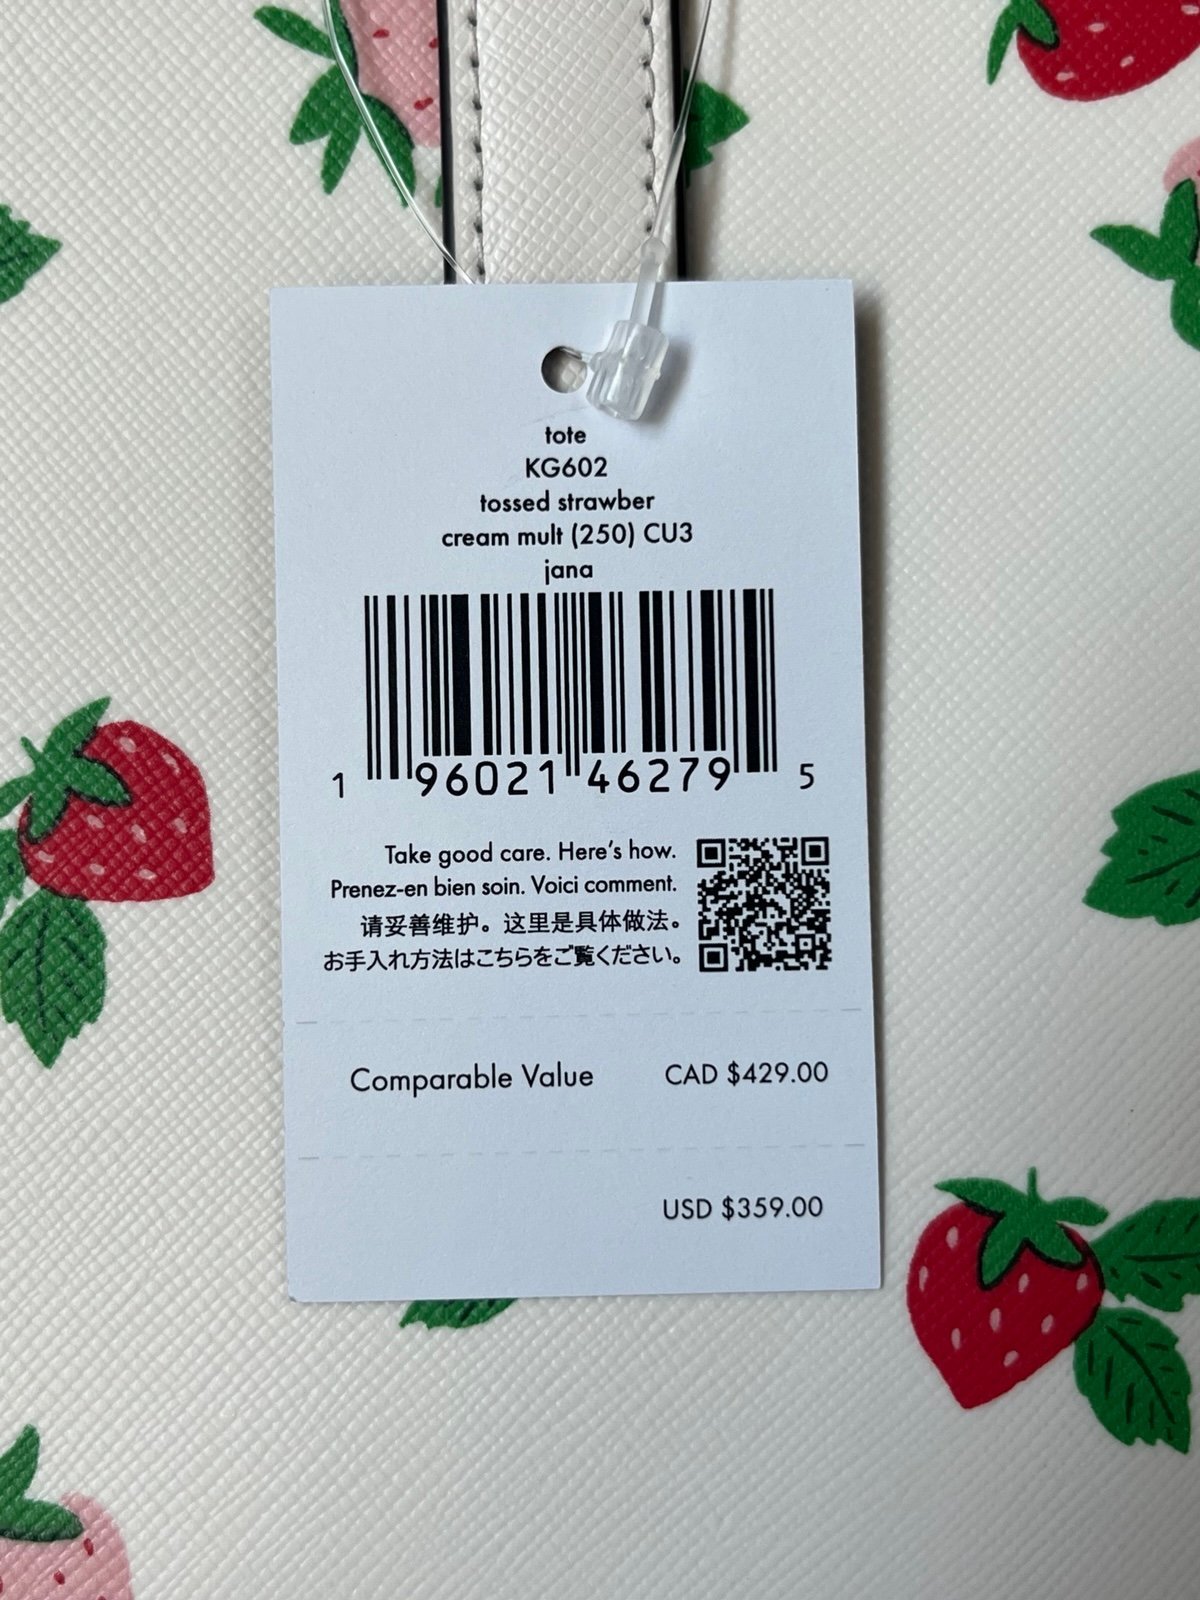 tote
KG602
tossed strawber
cream mult (250) CU3
jana
1 96021 46279 5
Take good care. Here's how.
Prenez-en bien soin. Voici comment.
请妥善维护。这里是具体做法。
お手入れ方法はこちらをご覧ください。
Comparable Value CAD $429.00
USD $359.00